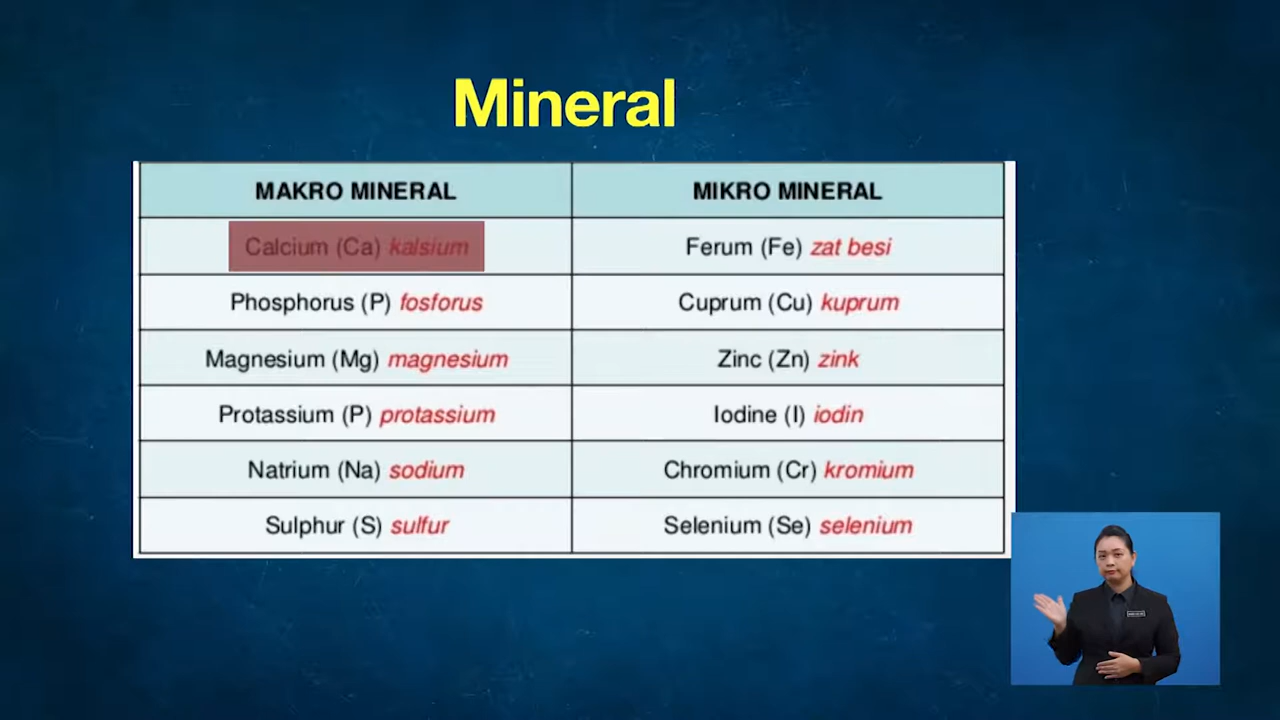 Mineral
MAKRO MINERAL MIKRO MINERAL
Calcium (Ca) kalsium Ferum (Fe) zat besi
Phosphorus (P) fosforus Cuprum (Cu) kuprum
Magnesium (Mg) magnesium Zinc (Zn) zink
Protassium (P) protassium Iodine (I) iodin
Natrium (Na) sodium Chromium (Cr) kromium
Sulphur (S) sulfur Selenium (Se) selenium